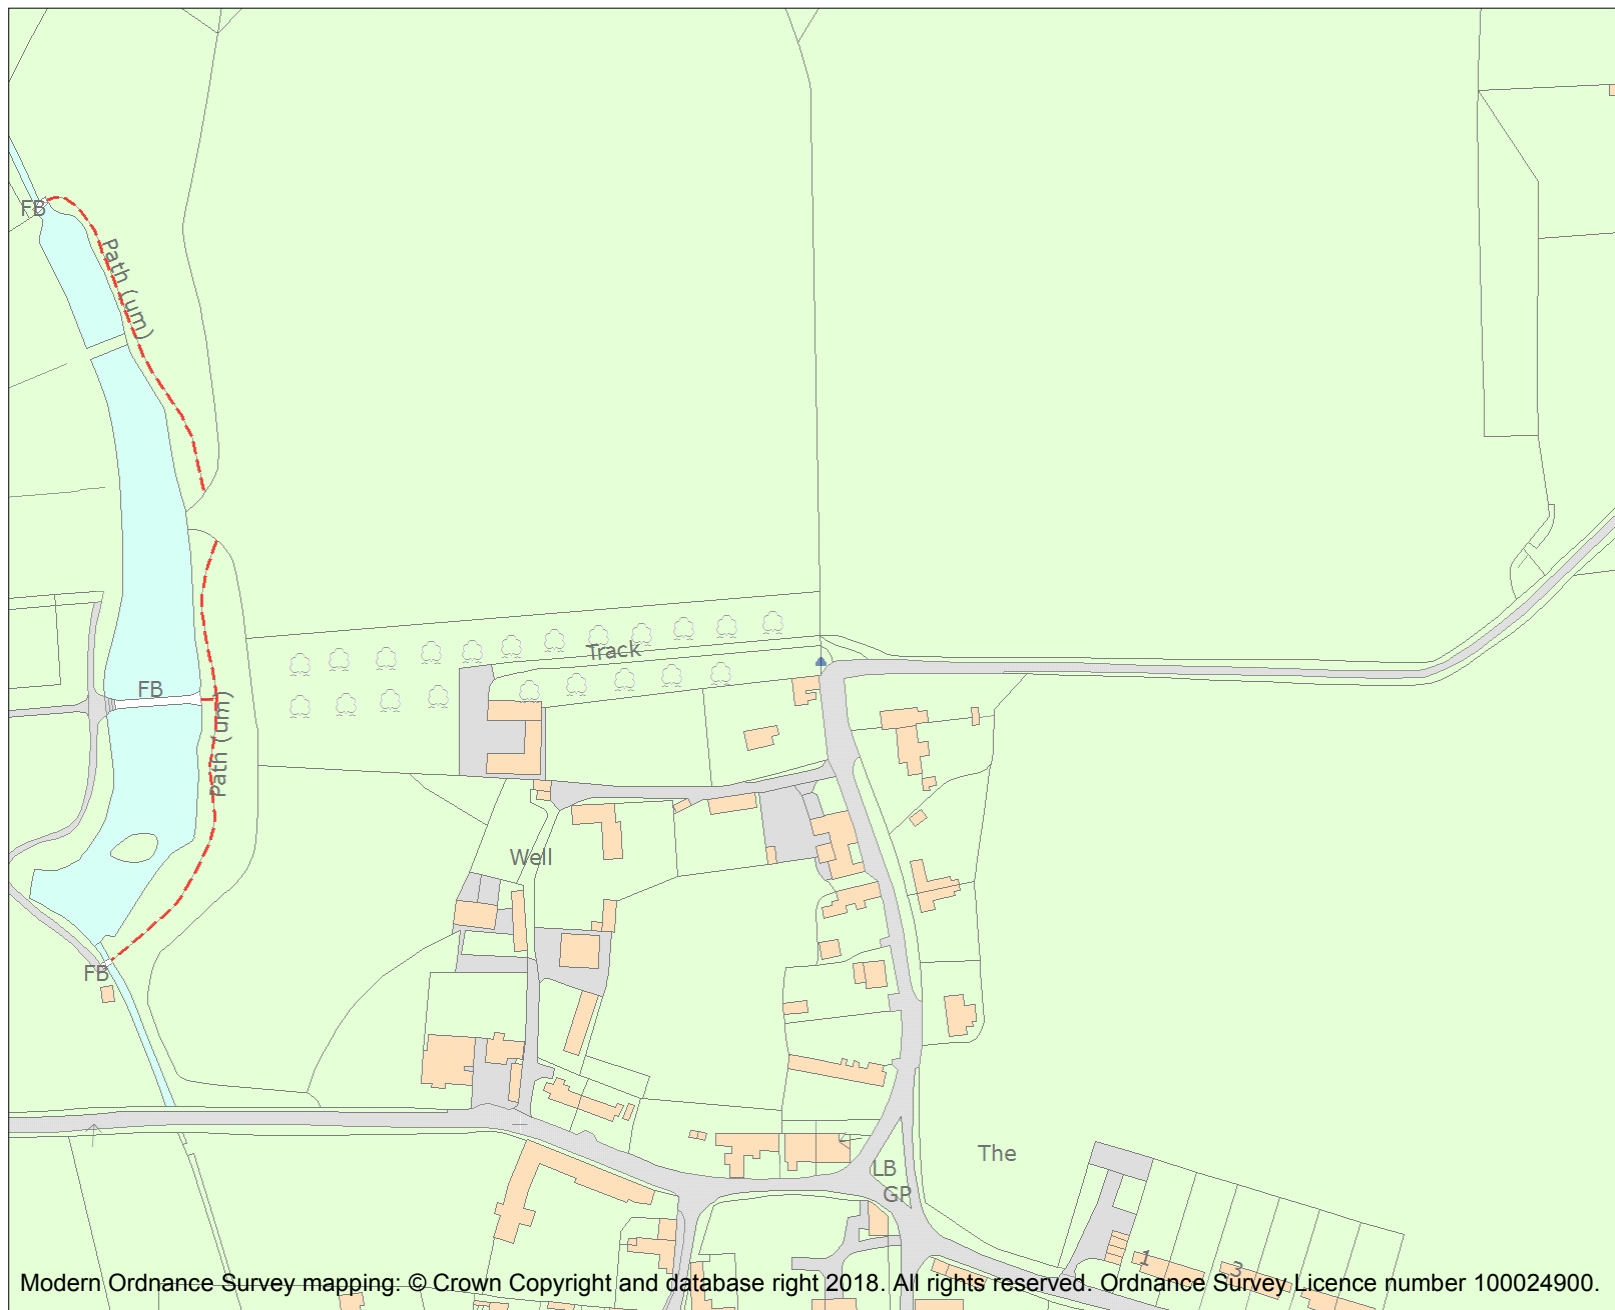 FB
Path (um)
Track
FB
Path (um)
Well
FB
The
LB
GP
1
3
Modern Ordnance Survey mapping: © Crown Copyright and database right 2018. All rights reserved. Ordnance Survey Licence number 100024900.